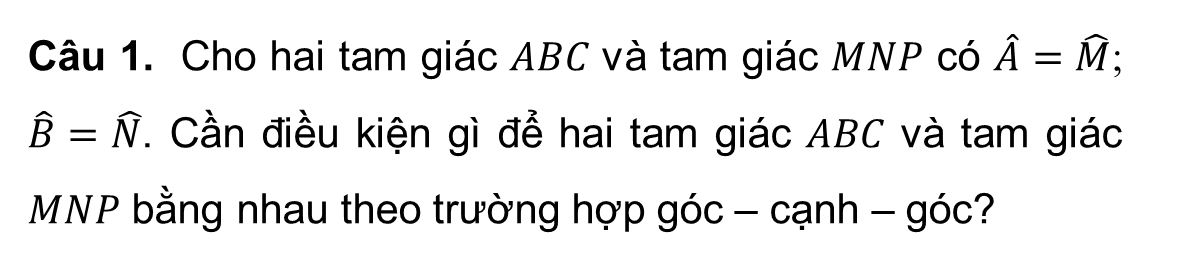 Câu 1. Cho hai tam giác ABC và tam giác MNP có Â = M̂;
B̂ = N̂. Cần điều kiện gì để hai tam giác ABC và tam giác
MNP bằng nhau theo trường hợp góc – cạnh – góc?